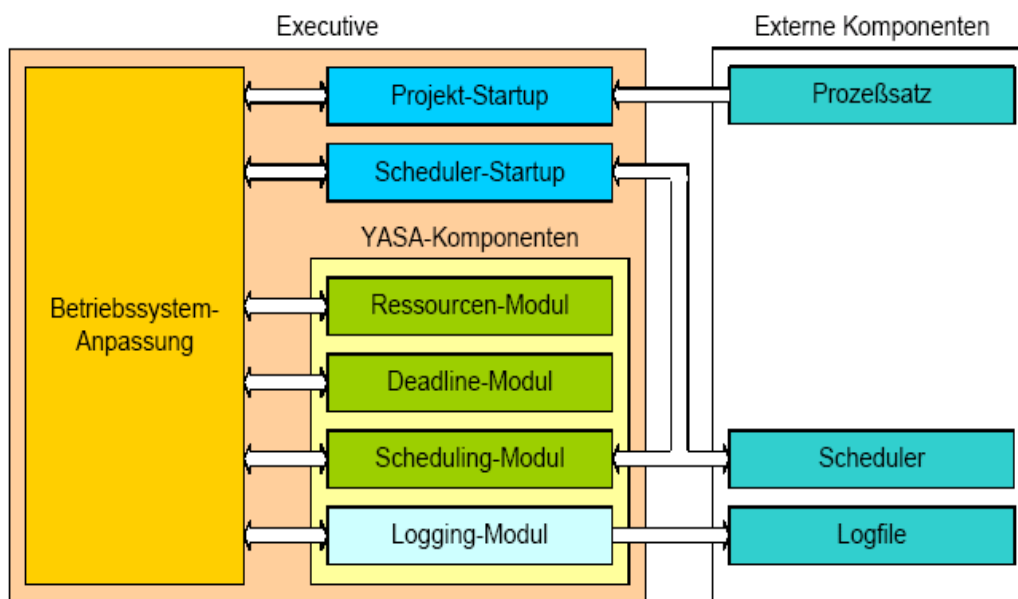 Executive
Externe Komponenten
Projekt-Startup
Prozeßsatz
Scheduler-Startup
YASA-Komponenten
Betriebssystem-
Anpassung
Ressourcen-Modul
Deadline-Modul
Scheduling-Modul
Scheduler
Logging-Modul
Logfile